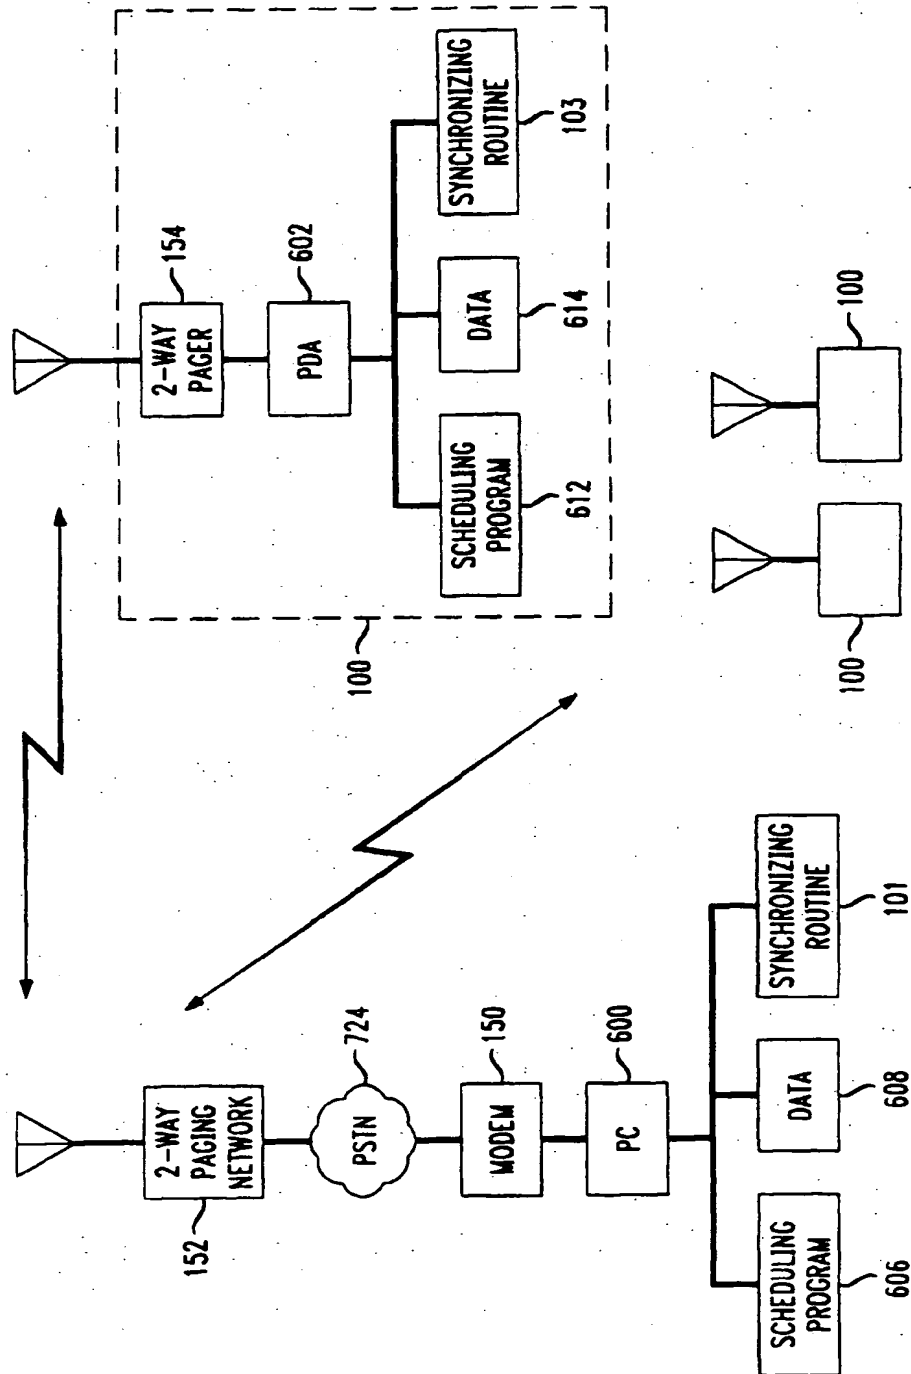 2-WAY
PAGING
NETWORK
152
PSTN
724
MODEM
150
PC
600
SCHEDULING
PROGRAM
606
DATA
608
SYNCHRONIZING
ROUTINE
101
2-WAY
PAGER
154
PDA
602
SCHEDULING
PROGRAM
612
DATA
614
SYNCHRONIZING
ROUTINE
103
100
100
100